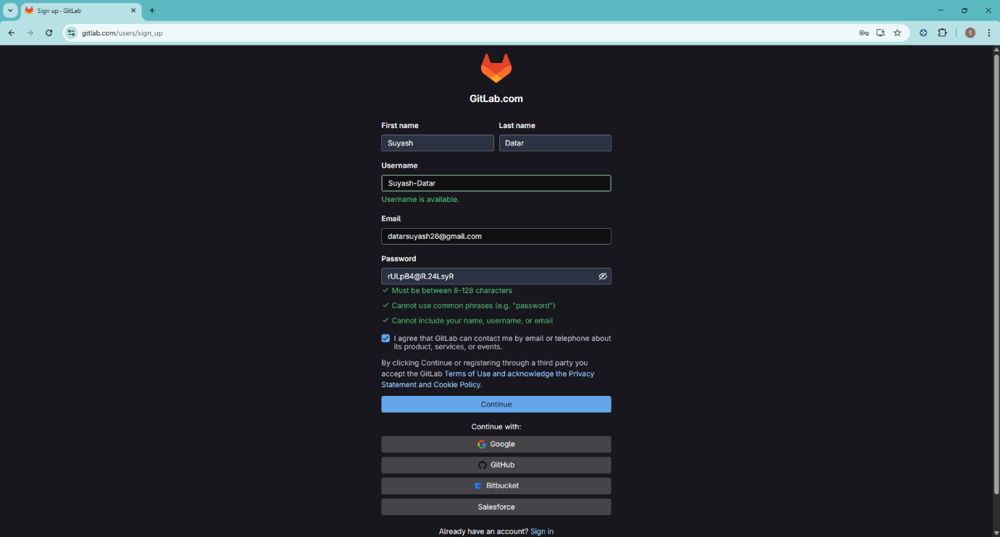 Sign up · GitLab
gitlab.com/users/sign_up
S
GitLab.com
First name Last name
Suyash Datar
Username
Suyash-Datar
Username is available.
Email
datarsuyash26@gmail.com
Password
rULpB4@R.24LsyR
Must be between 8-128 characters
Cannot use common phrases (e.g. "password")
Cannot include your name, username, or email
I agree that GitLab can contact me by email or telephone about
its product, services, or events.
By clicking Continue or registering through a third party you
accept the GitLab Terms of Use and acknowledge the Privacy
Statement and Cookie Policy.
Continue
Continue with:
Google
GitHub
Bitbucket
Salesforce
Already have an account? Sign in